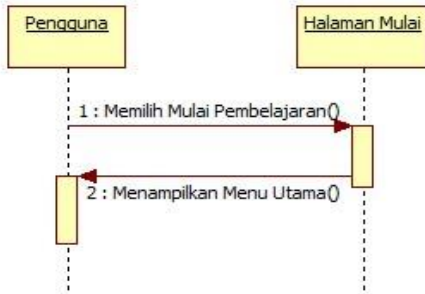 Pengguna
Halaman Mulai
1 : Memilih Mulai Pembelajaran()
2 : Menampilkan Menu Utama()